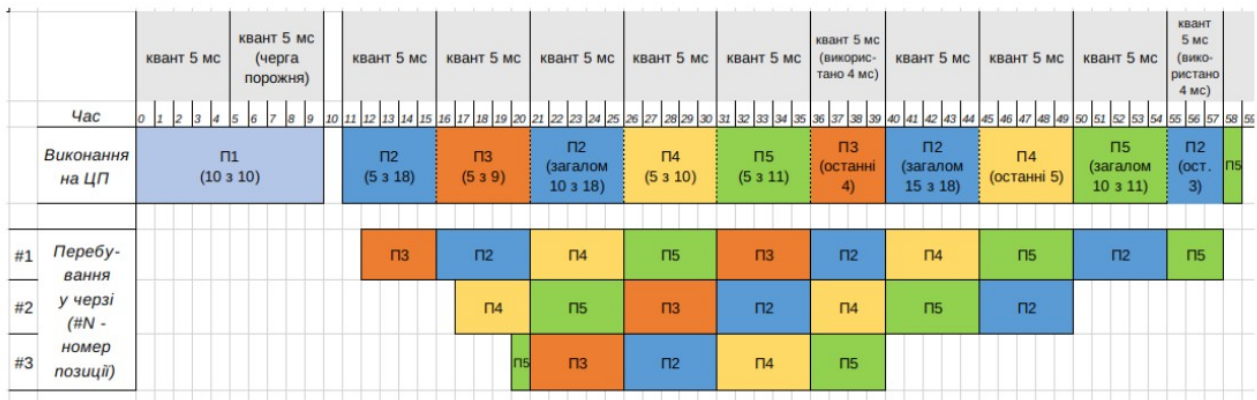 квант 5 мс
квант 5 мс
(черга
порожня)
квант 5 мс
квант 5 мс
квант 5 мс
квант 5 мс
квант 5 мс
квант 5 мс
(використано 4 мс)
квант 5 мс
квант 5 мс
квант 5 мс
квант
5 мс
(вико-
ристано
4 мс)
Час
0 1 2 3 4 5 6 7 8 9 10 11 12 13 14 15 16 17 18 19 20 21 22 23 24 25 26 27 28 29 30 31 32 33 34 35 36 37 38 39 40 41 42 43 44 45 46 47 48 49 50 51 52 53 54 55 56 57 58 59
Виконання
на ЦП
П1
(10 з 10)
П2
(5 з 18)
П3
(5 з 9)
П2
(загалом
10 з 18)
П4
(5 з 10)
П5
(5 з 11)
П3
(останні
4)
П2
(загалом
15 з 18)
П4
(останні 5)
П5
(загалом
10 з 11)
П2
(ост.
3)
П5
#1
Перебу-
вання
у черзі
(#N -
номер
позиції)
П3
П2
П4
П5
П3
П2
П4
П5
П2
П5
#2
П4
П5
П3
П2
П4
П5
П2
#3
П5
П3
П2
П4
П5